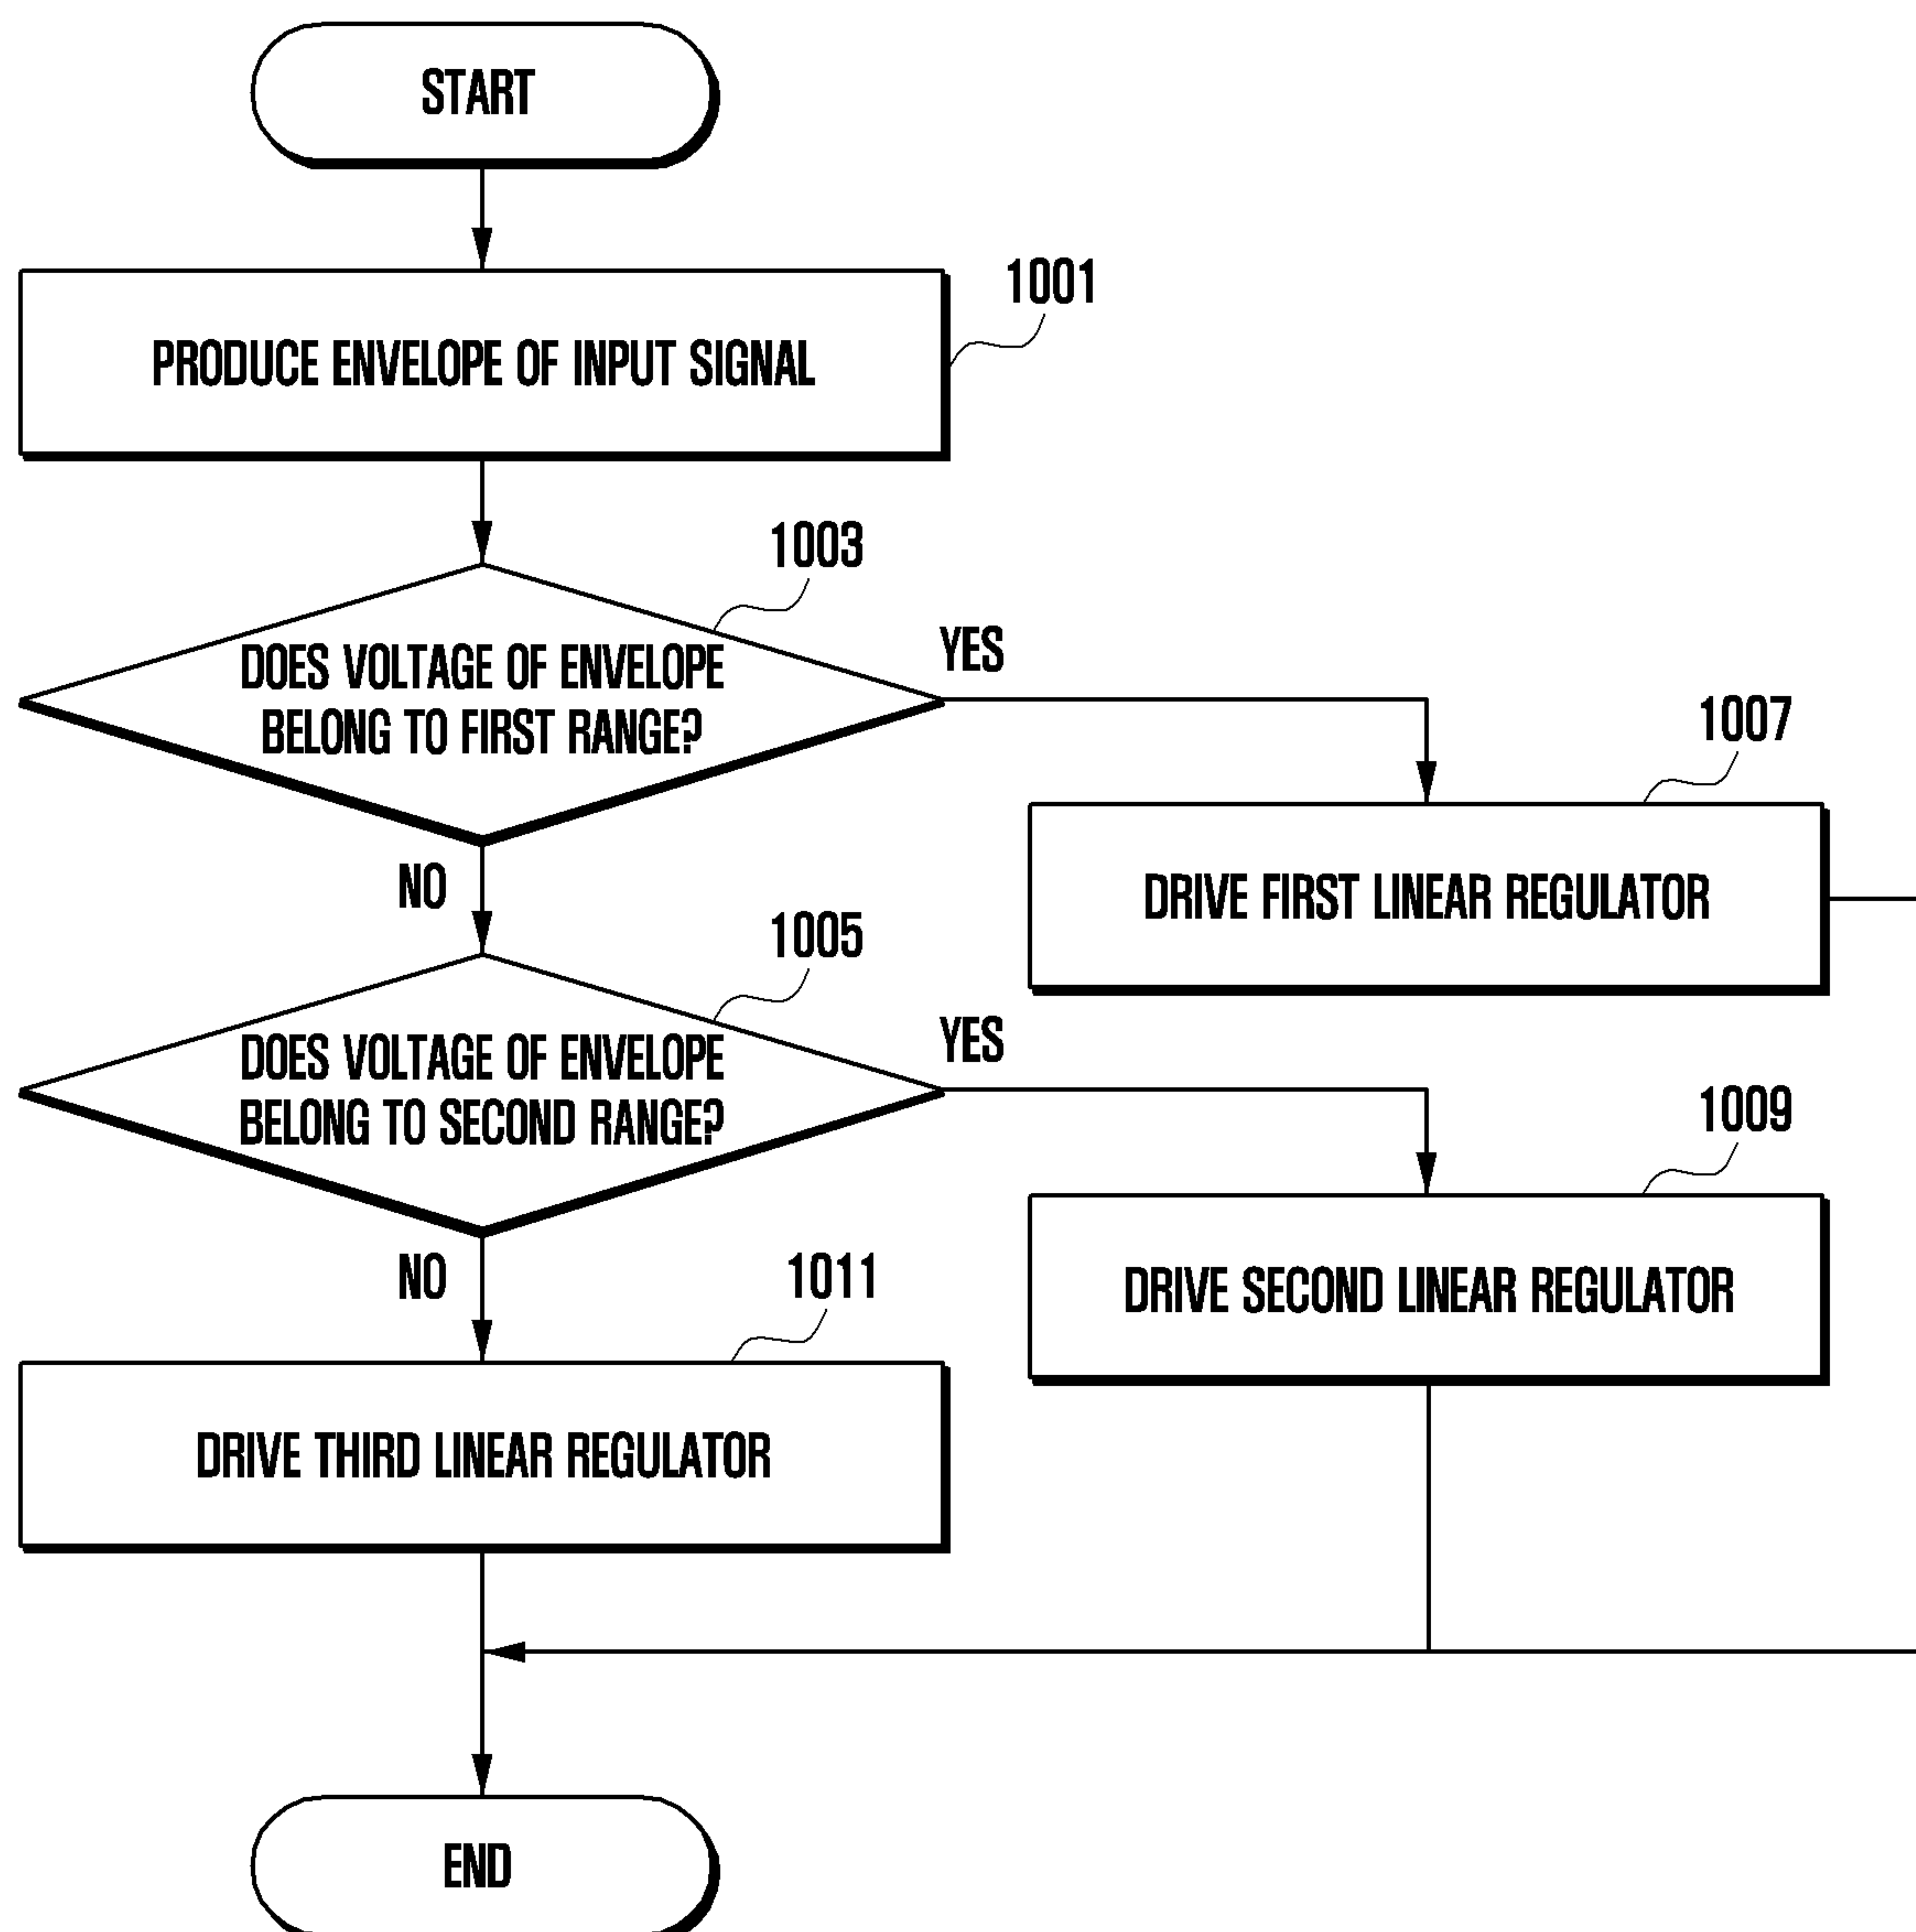 START
1001
PRODUCE ENVELOPE OF INPUT SIGNAL
1003
DOES VOLTAGE OF ENVELOPE
BELONG TO FIRST RANGE?
YES
1007
DRIVE FIRST LINEAR REGULATOR
NO
1005
DOES VOLTAGE OF ENVELOPE
BELONG TO SECOND RANGE?
YES
1009
DRIVE SECOND LINEAR REGULATOR
NO
1011
DRIVE THIRD LINEAR REGULATOR
END